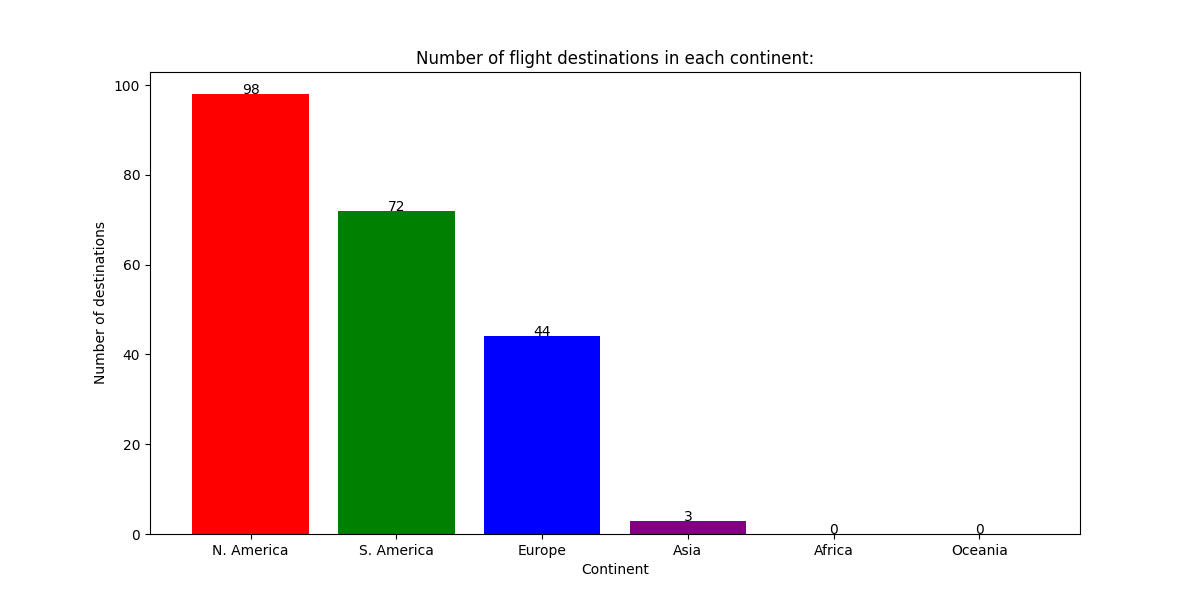 Number of flight destinations in each continent:
Number of destinations
100
80
60
40
20
0
98
72
44
3
0
0
N. America
S. America
Europe
Asia
Africa
Oceania
Continent